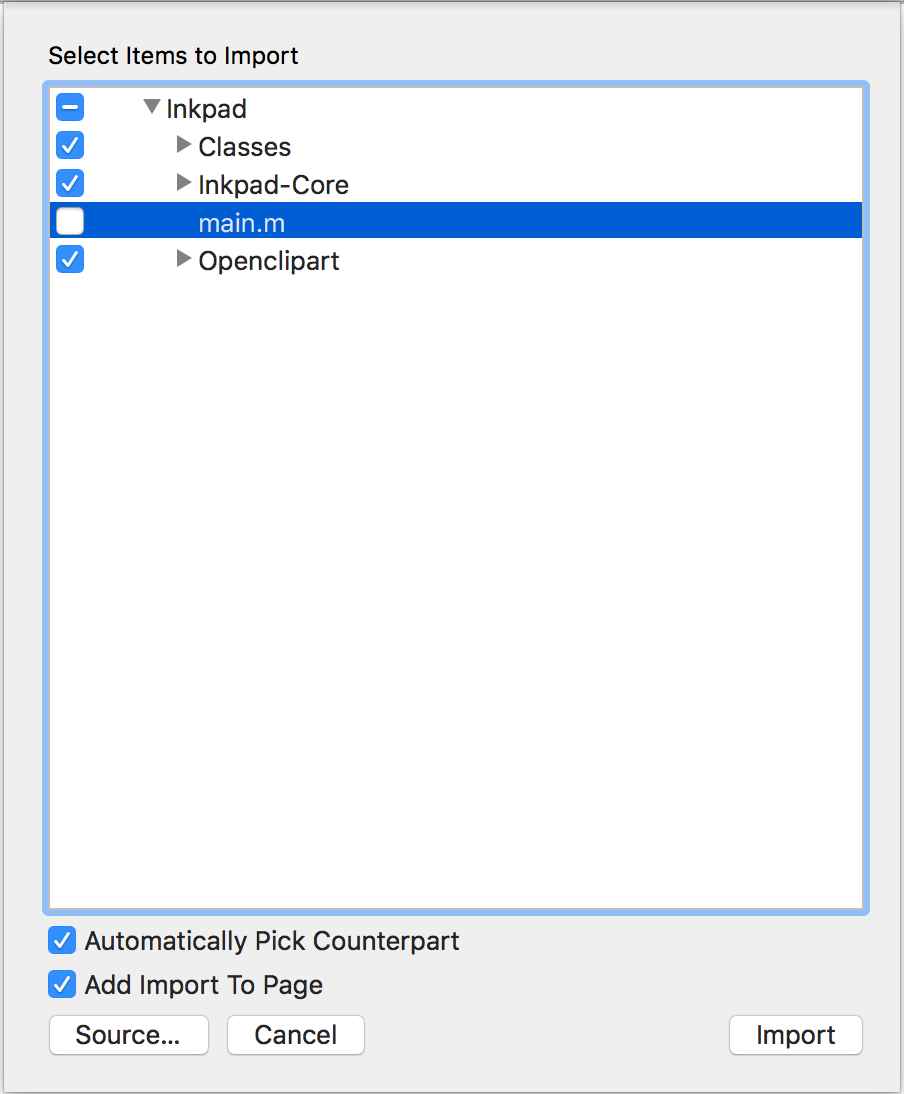 Select Items to Import
Inkpad
Classes
Inkpad-Core
main.m
Openclipart
Automatically Pick Counterpart
Add Import To Page
Source...
Cancel
Import